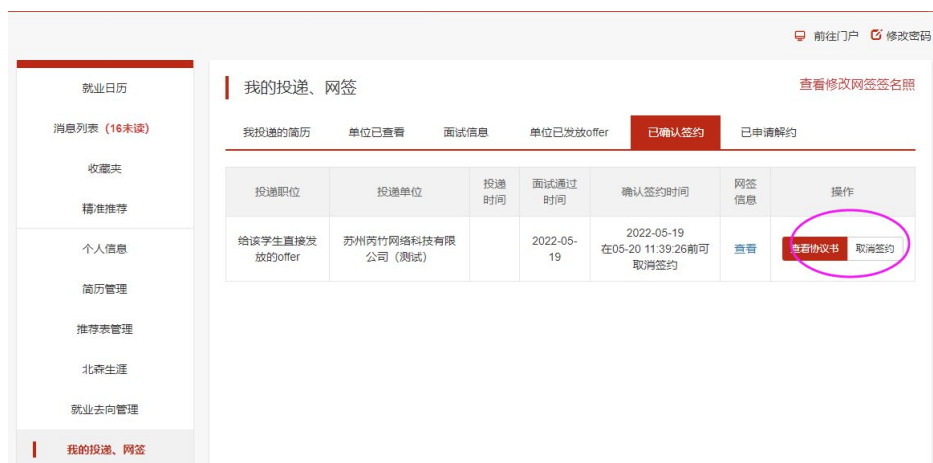 前往门户 修改密码
就业日历
消息列表（16未读）
收藏夹
精准推荐
个人信息
简历管理
推荐表管理
北森生涯
就业去向管理
我的投递、网签
我的投递、网签
查看修改网签签名照
我投递的简历 单位已查看 面试信息 单位已发放offer 已确认签约 已申请解约
投递职位 投递单位 投递时间 面试通过时间 确认签约时间 网签信息 操作
给该学生直接发
放的offer
苏州芮竹网络科技有限
公司（测试）
2022-05-
19
2022-05-19
在05-20 11:39:26前可
取消签约
查看
查看协议书 取消签约